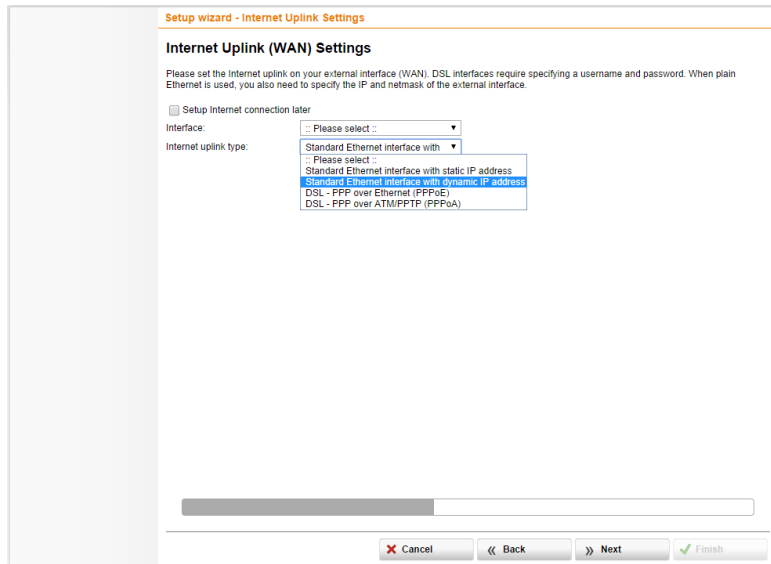 Setup wizard - Internet Uplink Settings
Internet Uplink (WAN) Settings
Please set the Internet uplink on your external interface (WAN). DSL interfaces require specifying a username and password. When plain
Ethernet is used, you also need to specify the IP and netmask of the external interface.
Setup Internet connection later
Interface: :: Please select ::
Internet uplink type: Standard Ethernet interface with
:: Please select ::
Standard Ethernet interface with static IP address
Standard Ethernet interface with dynamic IP address
DSL - PPP over Ethernet (PPPoE)
DSL - PPP over ATM/PPTP (PPPoA)
Cancel Back Next Finish